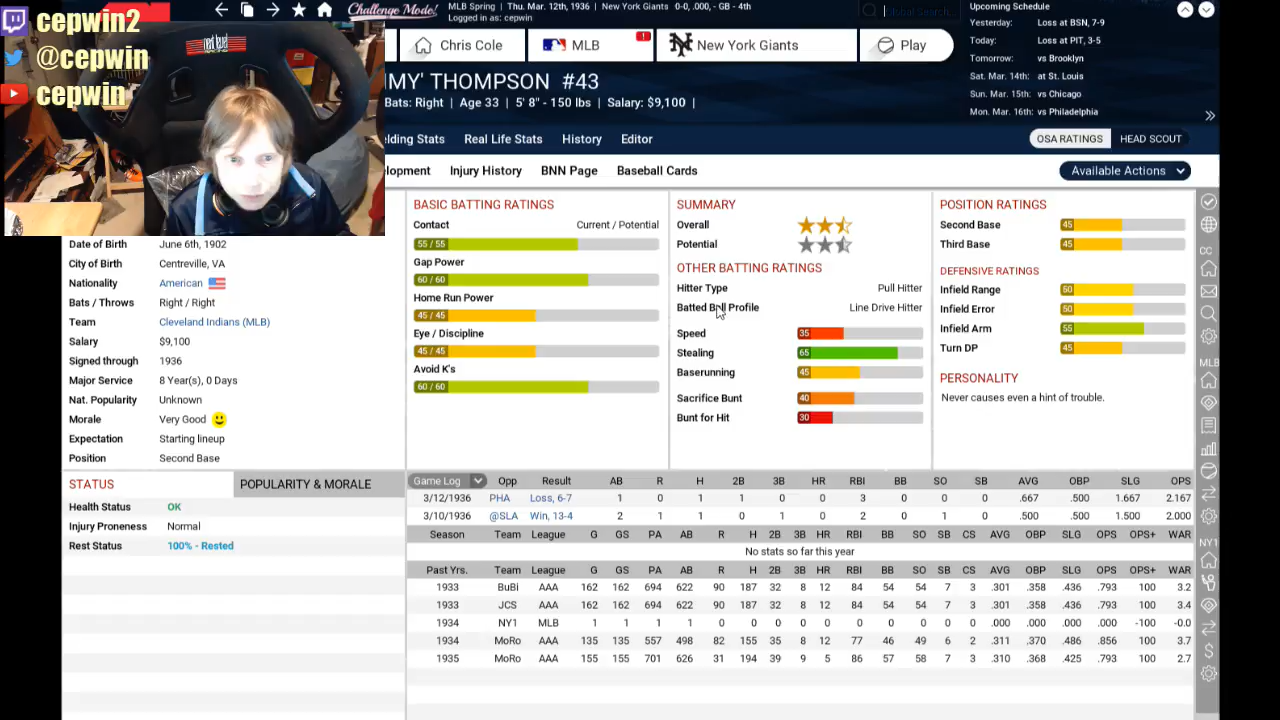 cepwin2
@cepwin
cepwin
Challenge Mode!
MLB Spring | Thu. Mar. 12th, 1936 | New York Giants 0-0, .000, - GB - 4th
Logged in as: cepwin
Global Search...
Upcoming Schedule
Yesterday: Loss at BSN, 7-9
Today: Loss at PIT, 3-5
Tomorrow: vs Brooklyn
Sat. Mar. 14th: at St. Louis
Sun. Mar. 15th: vs Chicago
Mon. Mar. 16th: vs Philadelphia
Chris Cole
MLB
New York Giants
Play
MY' THOMPSON #43
Bats: Right | Age 33 | 5' 8" - 150 lbs | Salary: $9,100 |
elding Stats Real Life Stats History Editor
OSA RATINGS HEAD SCOUT
lopment Injury History BNN Page Baseball Cards
Available Actions
Date of Birth June 6th, 1902
City of Birth Centreville, VA
Nationality American
Bats / Throws Right / Right
Team Cleveland Indians (MLB)
Salary $9,100
Signed through 1936
Major Service 8 Year(s), 0 Days
Nat. Popularity Unknown
Morale Very Good
Expectation Starting lineup
Position Second Base
BASIC BATTING RATINGS
Contact Current / Potential
55 / 55
Gap Power
60 / 60
Home Run Power
45 / 45
Eye / Discipline
45 / 45
Avoid K's
60 / 60
SUMMARY
Overall
Potential
OTHER BATTING RATINGS
Hitter Type Pull Hitter
Batted Ball Profile Line Drive Hitter
Speed 35
Stealing 65
Baserunning 45
Sacrifice Bunt 40
Bunt for Hit 30
POSITION RATINGS
Second Base 45
Third Base 45
DEFENSIVE RATINGS
Infield Range 50
Infield Error 50
Infield Arm 55
Turn DP 45
PERSONALITY
Never causes even a hint of trouble.
CC
MLB
NY1
STATUS POPULARITY & MORALE
Health Status OK
Injury Proneness Normal
Rest Status 100% - Rested
Game Log Opp Result AB R H 2B 3B HR RBI BB SO SB AVG OBP SLG OPS
3/12/1936 PHA Loss, 6-7 1 0 1 1 0 0 3 0 0 0 .667 .500 1.667 2.167
3/10/1936 @SLA Win, 13-4 2 1 1 0 1 0 2 0 1 0 .500 .500 1.500 2.000
Season Team League G GS PA AB R H 2B 3B HR RBI BB SO SB CS AVG OBP SLG OPS OPS+ WAR
No stats so far this year
Past Yrs. Team League G GS PA AB R H 2B 3B HR RBI BB SO SB CS AVG OBP SLG OPS OPS+ WAR
1933 BuBi AAA 162 162 694 622 90 187 32 8 12 84 54 54 7 3 .301 .358 .436 .793 100 3.2
1933 JCS AAA 162 162 694 622 90 187 32 8 12 84 54 54 7 3 .301 .358 .436 .793 100 3.4
1934 NY1 MLB 1 1 1 1 0 0 0 0 0 0 0 0 0 0 .000 .000 .000 .000 -100 -0.0
1934 MoRo AAA 135 135 557 498 82 155 35 8 12 77 46 49 6 2 .311 .370 .486 .856 100 3.7
1935 MoRo AAA 155 155 701 626 31 194 39 9 5 86 57 58 7 3 .310 .368 .425 .793 100 2.7